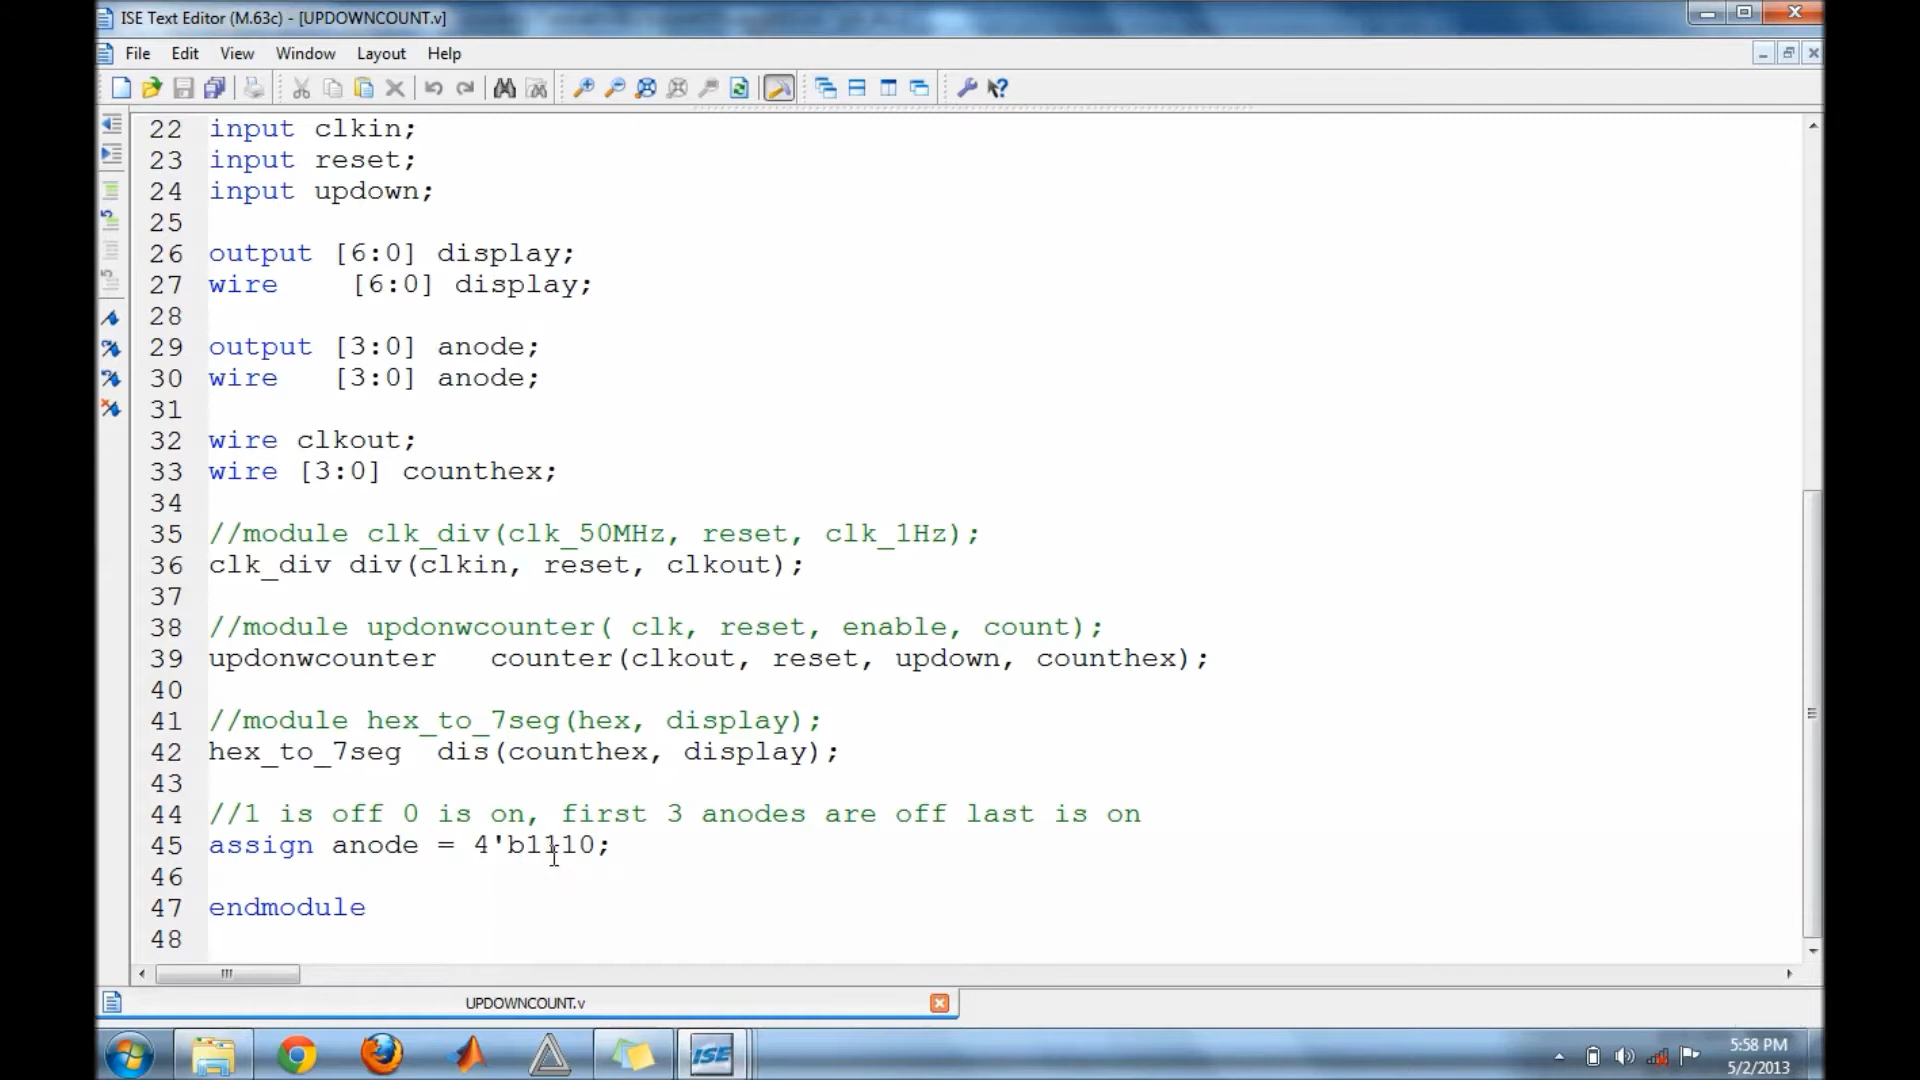 ISE Text Editor (M.63c) - [UPDOWNCOUNT.v]
File Edit View Window Layout Help
22 input clkin;
23 input reset;
24 input updown;
25
26 output [6:0] display;
27 wire [6:0] display;
28
29 output [3:0] anode;
30 wire [3:0] anode;
31
32 wire clkout;
33 wire [3:0] counthex;
34
35 //module clk_div(clk_50MHz, reset, clk_1Hz);
36 clk_div div(clkin, reset, clkout);
37
38 //module updonwcounter( clk, reset, enable, count);
39 updonwcounter counter(clkout, reset, updown, counthex);
40
41 //module hex_to_7seg(hex, display);
42 hex_to_7seg dis(counthex, display);
43
44 //1 is off 0 is on, first 3 anodes are off last is on
45 assign anode = 4'b1110;
46
47 endmodule
48
UPDOWNCOUNT.v
ISE
5:58 PM
5/2/2013